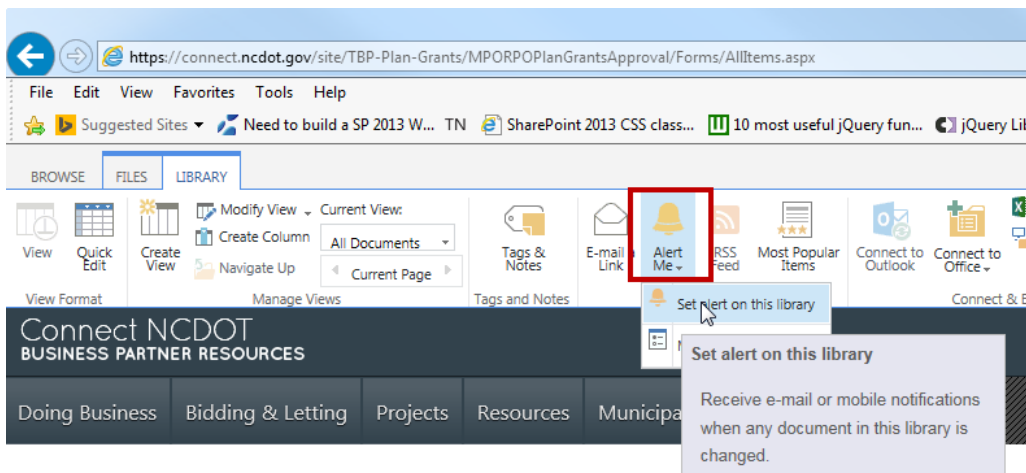 https://connect.ncdot.gov/site/TBP-Plan-Grants/MPORPOPlanGrantsApproval/Forms/AllItems.aspx
File Edit View Favorites Tools Help
Suggested Sites Need to build a SP 2013 W... TN SharePoint 2013 CSS class... 10 most useful jQuery fun... jQuery
BROWSE FILES LIBRARY
View
Quick Edit
Create View
Modify View
Create Column
Navigate Up
Current View:
All Documents
Current Page
Tags & Notes
E-mail a Link
Alert Me
RSS Feed
Most Popular Items
Connect to Outlook
Connect to Office
View Format Manage Views Tags and Notes Connect &
Set alert on this library
Connect NCDOT
BUSINESS PARTNER RESOURCES
Set alert on this library
Receive e-mail or mobile notifications
when any document in this library is
changed.
Doing Business Bidding & Letting Projects Resources Municipa